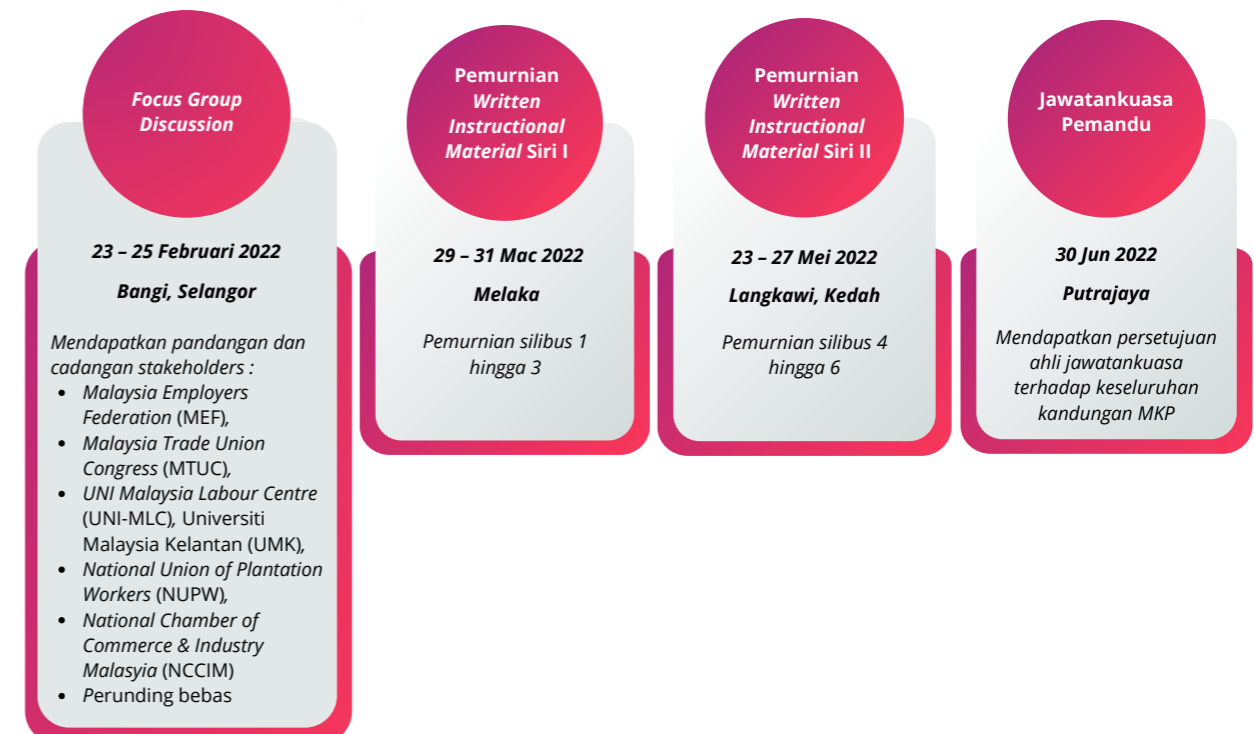 Focus Group
Discussion
23 – 25 Februari 2022
Bangi, Selangor
Mendapatkan pandangan dan
cadangan stakeholders :
• Malaysia Employers
Federation (MEF),
• Malaysia Trade Union
Congress (MTUC),
• UNI Malaysia Labour Centre
(UNI-MLC), Universiti
Malaysia Kelantan (UMK),
• National Union of Plantation
Workers (NUPW),
• National Chamber of
Commerce & Industry
Malasyia (NCCIM)
• Perunding bebas
Pemurnian
Written
Instructional
Material Siri I
29 – 31 Mac 2022
Melaka
Pemurnian silibus 1
hingga 3
Pemurnian
Written
Instructional
Material Siri II
23 – 27 Mei 2022
Langkawi, Kedah
Pemurnian silibus 4
hingga 6
Jawatankuasa
Pemandu
30 Jun 2022
Putrajaya
Mendapatkan persetujuan
ahli jawatankuasa
terhadap keseluruhan
kandungan MKP